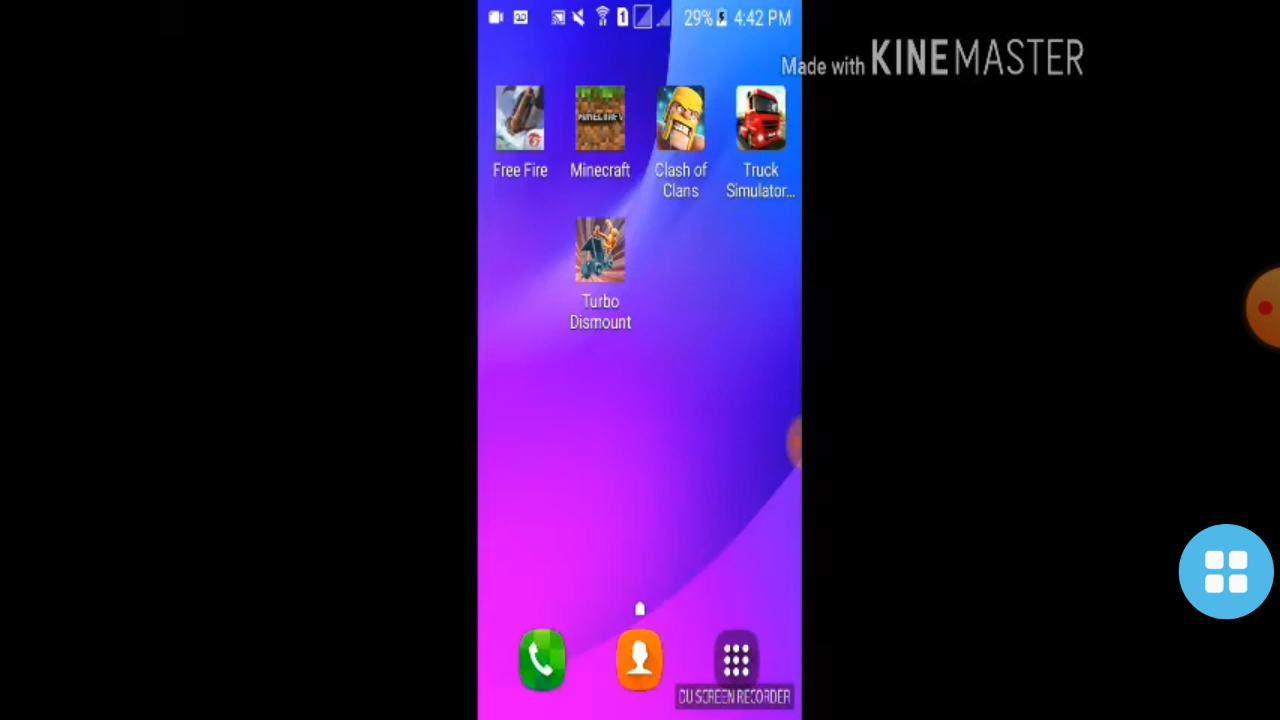 29% 4:42 PM
Made with KINEMASTER
MINECRAFT
Free Fire Minecraft Clash of Clans Truck Simulator...
Turbo
Dismount
DU SCREEN RECORDER